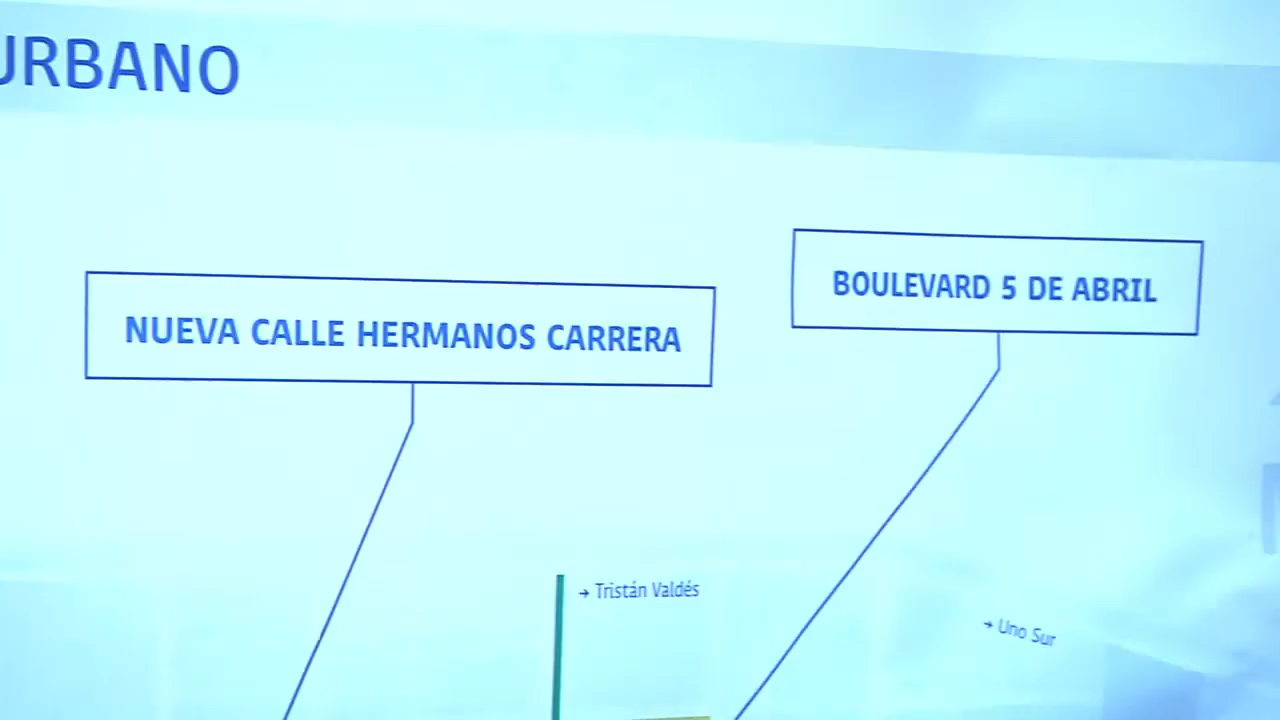 URBANO
BOULEVARD 5 DE ABRIL
NUEVA CALLE HERMANOS CARRERA
→ Tristán Valdés
→ Uno Sur